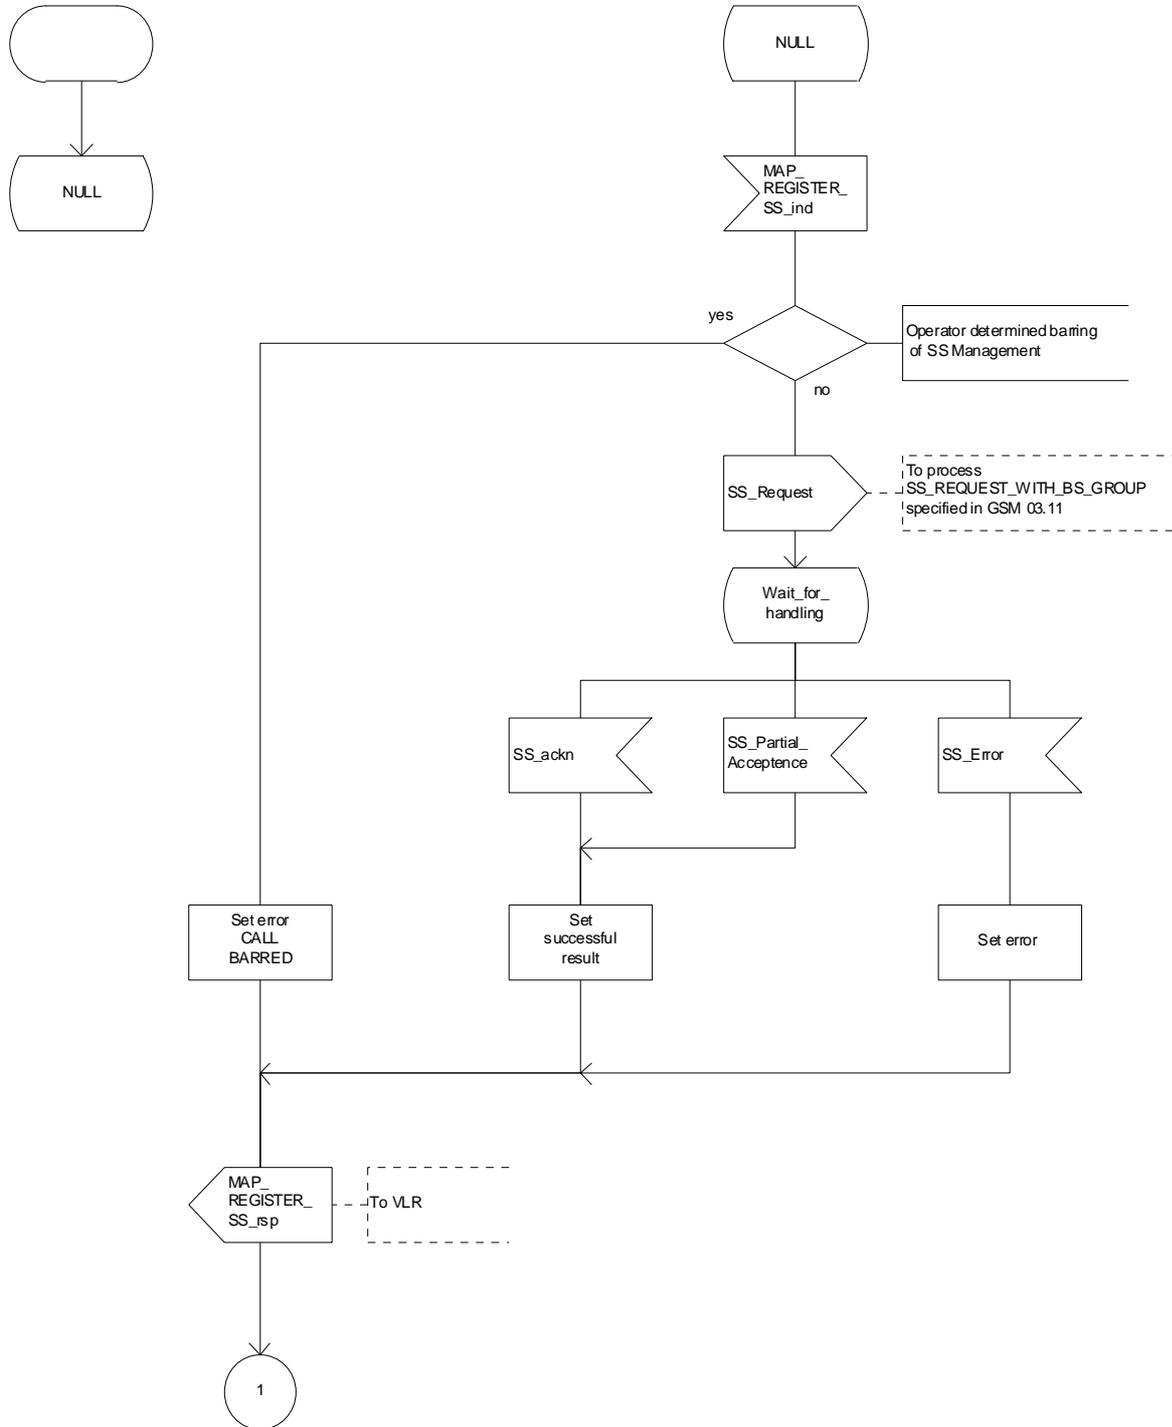 NULL
NULL
MAP_
REGISTER_
SS_ind
yes
Operator determined barring
of SS Management
no
SS_Request
To process
SS_REQUEST_WITH_BS_GROUP
specified in GSM 03.11
Wait_for_
handling
SS_ackn
SS_Partial_
Acceptence
SS_Error
Set error
CALL
BARRED
Set
successful
result
Set error
MAP_
REGISTER_
SS_rsp
To VLR
1